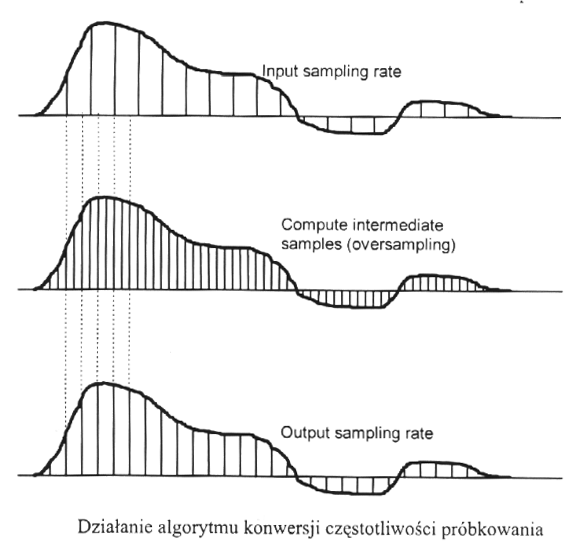 Input sampling rate
Compute intermediate
samples (oversampling)
Output sampling rate
Działanie algorytmu konwersji częstotliwości próbkowania